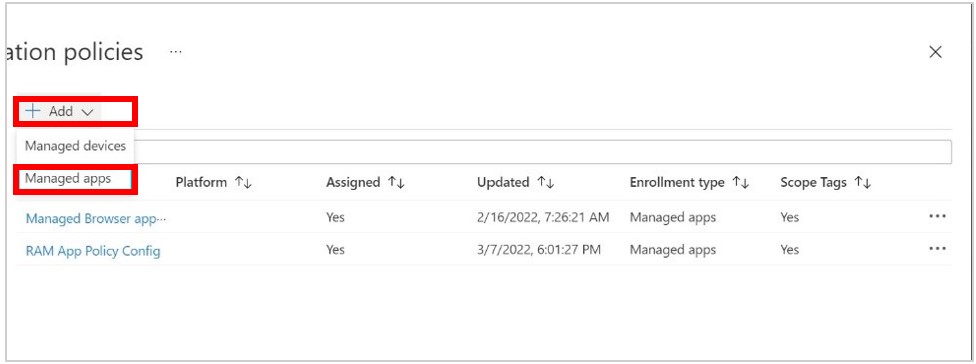 ation policies ...
+ Add
Managed devices
Managed apps
Platform ↑↓ Assigned ↑↓ Updated ↑↓ Enrollment type ↑↓ Scope Tags ↑↓
Managed Browser app... Yes 2/16/2022, 7:26:21 AM Managed apps Yes ...
RAM App Policy Config Yes 3/7/2022, 6:01:27 PM Managed apps Yes ...